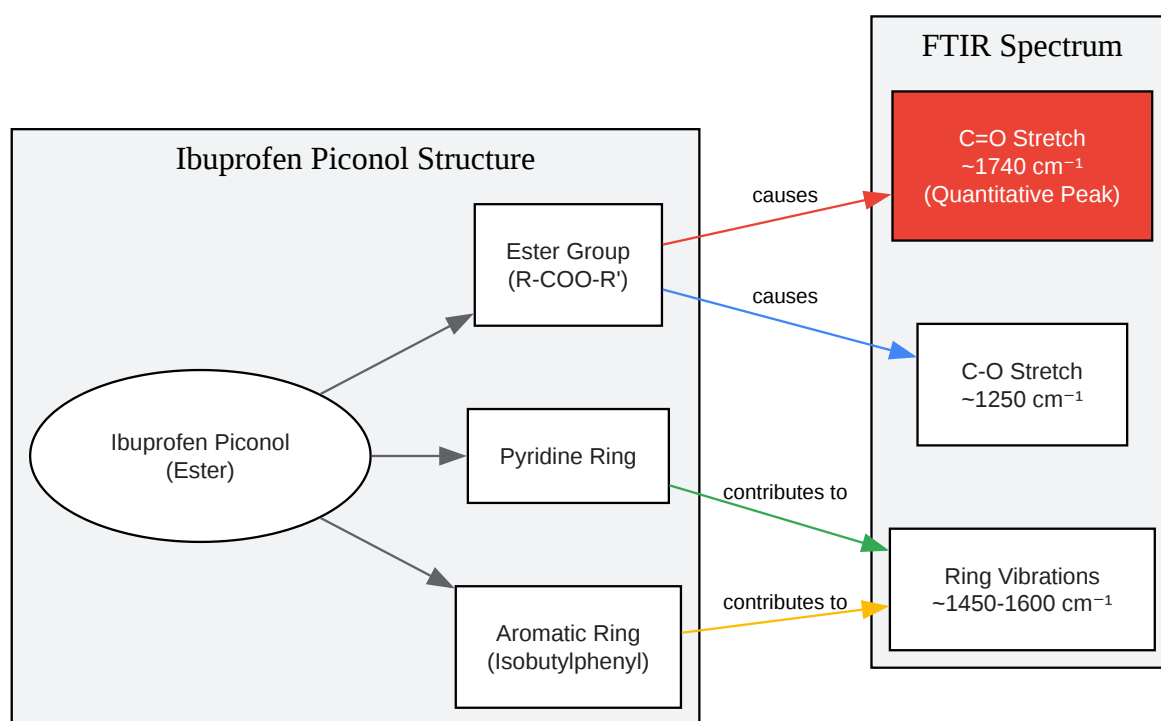 FTIR Spectrum
C=O Stretch
~1740 cm⁻¹
(Quantitative Peak)
Ibuprofen Piconol Structure
causes
Ester Group
(R-COO-R')
causes
C-O Stretch
~1250 cm⁻¹
Ibuprofen Piconol
(Ester)
Pyridine Ring
contributes to
Ring Vibrations
~1450-1600 cm⁻¹
contributes to
Aromatic Ring
(Isobutylphenyl)